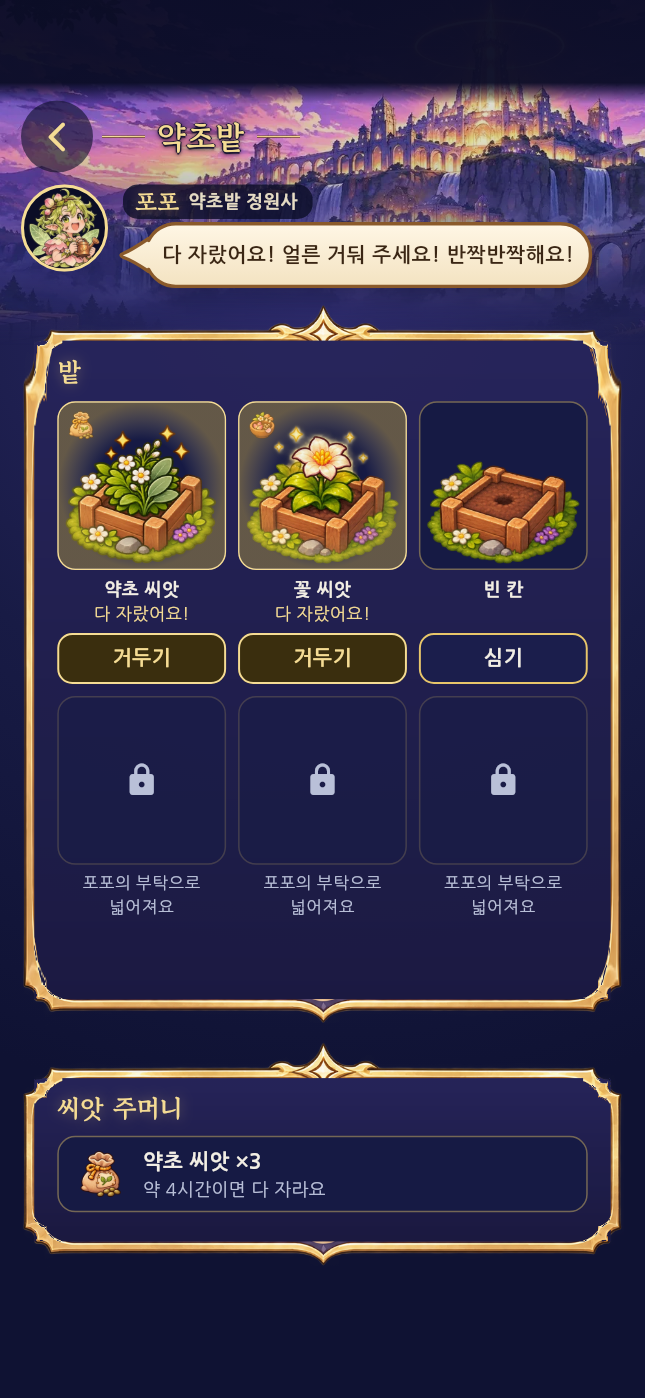 약초밭
포포 약초밭 정원사
다 자랐어요! 얼른 거둬 주세요! 반짝반짝해요!
밭
약초 씨앗
다 자랐어요!
거두기
꽃 씨앗
다 자랐어요!
거두기
빈 칸
심기
포포의 부탁으로
넓어져요
포포의 부탁으로
넓어져요
포포의 부탁으로
넓어져요
씨앗 주머니
약초 씨앗 ×3
약 4시간이면 다 자라요